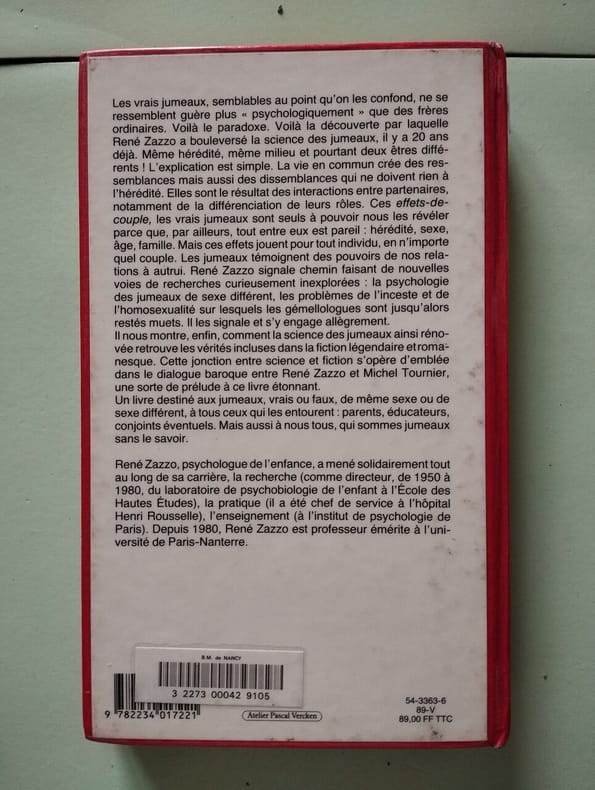 Les vrais jumeaux, semblables au point qu'on les confond, ne se
ressemblent guère plus « psychologiquement » que des frères
ordinaires. Voilà le paradoxe. Voilà la découverte par laquelle
René Zazzo a bouleversé la science des jumeaux, il y a 20 ans
déjà. Même hérédité, même milieu et pourtant deux êtres diffé-
rents ! L'explication est simple. La vie en commun crée des res-
semblances mais aussi des dissemblances qui ne doivent rien à
l'hérédité. Elles sont le résultat des interactions entre partenaires,
notamment de la différenciation de leurs rôles. Ces effets-de-
couple, les vrais jumeaux sont seuls à pouvoir nous les révéler
parce que, par ailleurs, tout entre eux est pareil : hérédité, sexe,
âge, famille. Mais ces effets jouent pour tout individu, en n'importe
quel couple. Les jumeaux témoignent des pouvoirs de nos rela-
tions à autrui. René Zazzo signale chemin faisant de nouvelles
voies de recherches curieusement inexplorées : la psychologie
des jumeaux de sexe différent, les problèmes de l'inceste et de
l'homosexualité sur lesquels les gémellologues sont jusqu'alors
restés muets. Il les signale et s'y engage allègrement.
Il nous montre, enfin, comment la science des jumeaux ainsi réno-
vée retrouve les vérités incluses dans la fiction légendaire et roma-
nesque. Cette jonction entre science et fiction s'opère d'emblée
dans le dialogue baroque entre René Zazzo et Michel Tournier,
une sorte de prélude à ce livre étonnant.
Un livre destiné aux jumeaux, vrais ou faux, de même sexe ou de
sexe différent, à tous ceux qui les entourent : parents, éducateurs,
conjoints éventuels. Mais aussi à nous tous, qui sommes jumeaux
sans le savoir.
René Zazzo, psychologue de l'enfance, a mené solidairement tout
au long de sa carrière, la recherche (comme directeur, de 1950 à
1980, du laboratoire de psychobiologie de l'enfant à l'École des
Hautes Études), la pratique (il a été chef de service à l'hôpital
Henri Rousselle), l'enseignement (à l'institut de psychologie de
Paris). Depuis 1980, René Zazzo est professeur émérite à l'uni-
versité de Paris-Nanterre.
B.M. de NANCY
3 2273 00042 9105
9 782234 017221
Atelier Pascal Vercken
54-3363-6
89-V
89,00 FF TTC